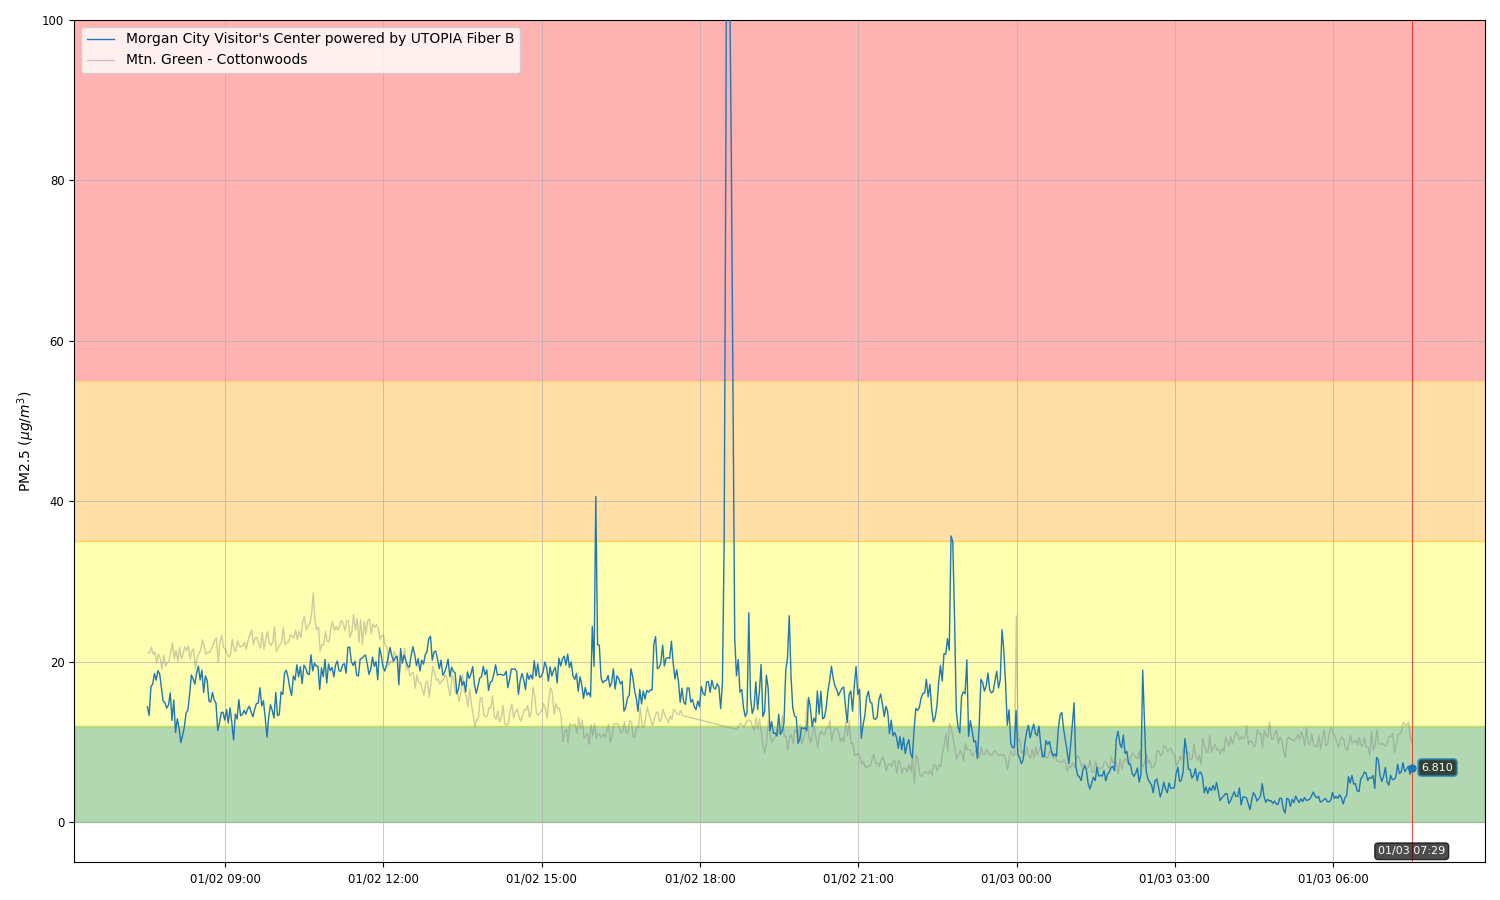 100
Morgan City Visitor's Center powered by UTOPIA Fiber B
Mtn. Green - Cottonwoods
80
60
PM2.5 (μg/m³)
40
20
6.810
0
01/03 07:29
01/02 09:00 01/02 12:00 01/02 15:00 01/02 18:00 01/02 21:00 01/03 00:00 01/03 03:00 01/03 06:00